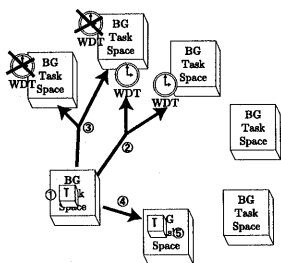 WDT
BG
Task
Space
WDT
BG
Task
Space
WDT
BG
Task
Space
WDT
③
②
BG
Task
Space
①
BG
T
Space
④
T
⑤
Space
BG
Task
Space